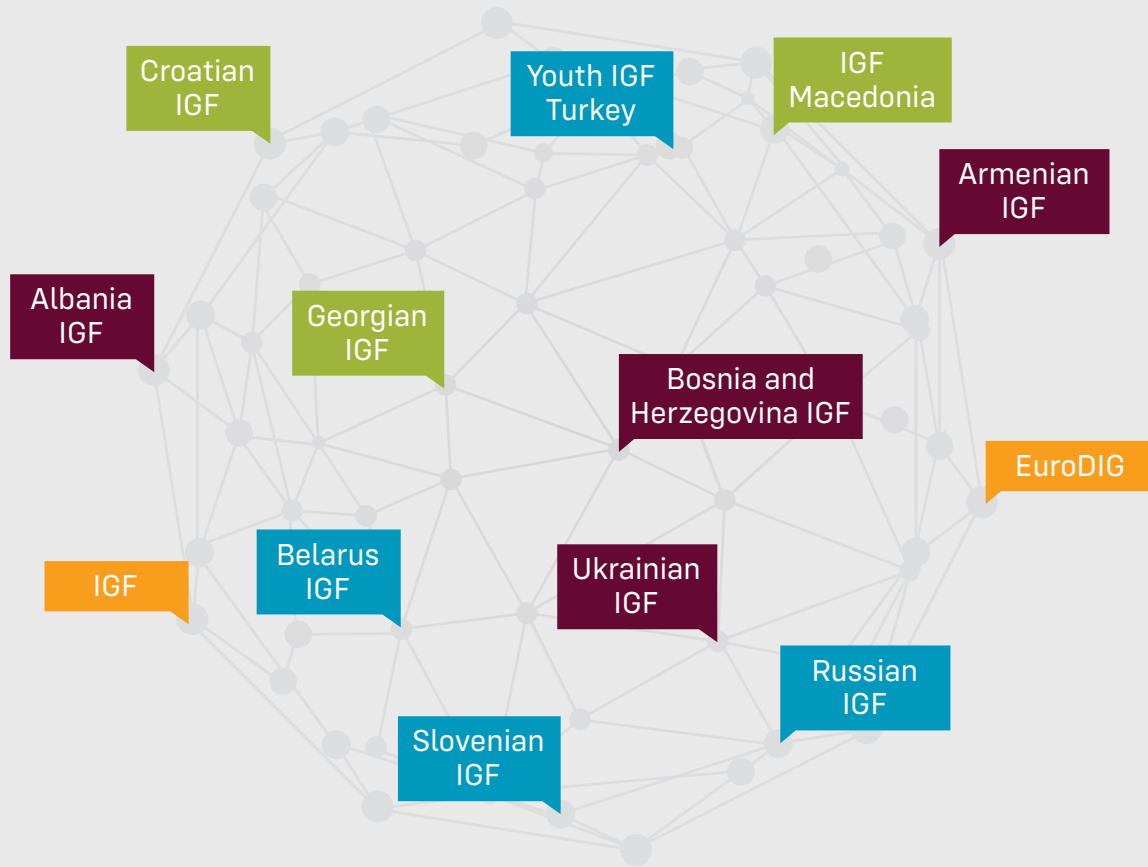 Croatian
IGF
Youth IGF
Turkey
IGF
Macedonia
Armenian
IGF
Albania
IGF
Georgian
IGF
Bosnia and
Herzegovina IGF
EuroDIG
IGF
Belarus
IGF
Ukrainian
IGF
Russian
IGF
Slovenian
IGF